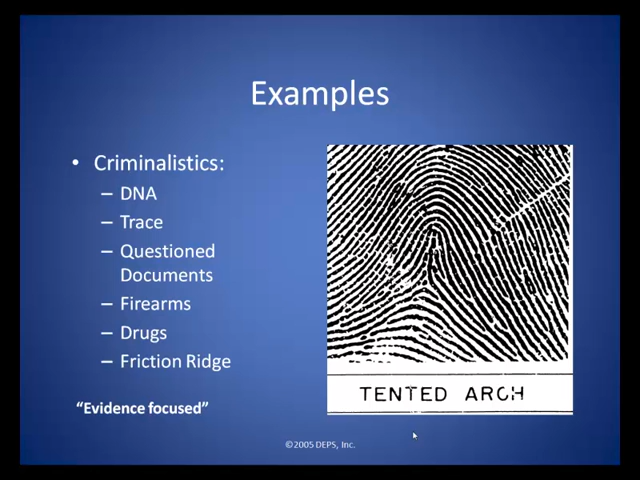 Examples
• Criminalistics:
– DNA
– Trace
– Questioned
Documents
– Firearms
– Drugs
– Friction Ridge
"Evidence focused"
TENTED ARCH
©2005 DEPS, Inc.